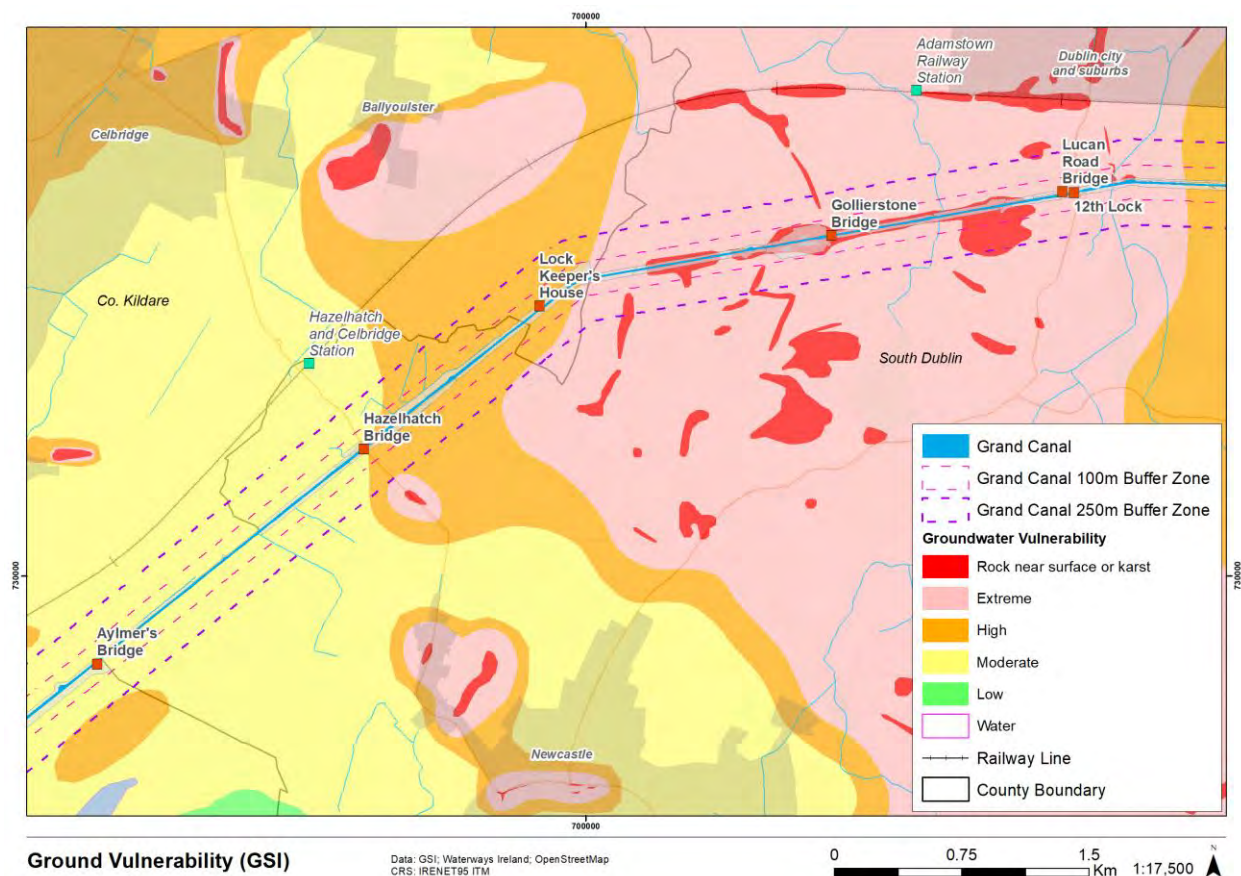 700000
Adamstown
Railway
Station
Dublin city
and suburbs
Ballyoulster
Celbridge
Lucan
Road
Bridge
12th Lock
Gollierstone
Bridge
Lock
Keeper's
House
Co. Kildare
Hazelhatch
and Celbridge
Station
South Dublin
Hazelhatch
Bridge
Grand Canal
Grand Canal 100m Buffer Zone
Grand Canal 250m Buffer Zone
Groundwater Vulnerability
Rock near surface or karst
Extreme
High
Moderate
Low
Water
Railway Line
County Boundary
730000
730000
Aylmer's
Bridge
Newcastle
700000
Ground Vulnerability (GSI)
Data: GSI; Waterways Ireland; OpenStreetMap
CRS: IRENET95 ITM
0 0.75 1.5
Km 1:17,500
N